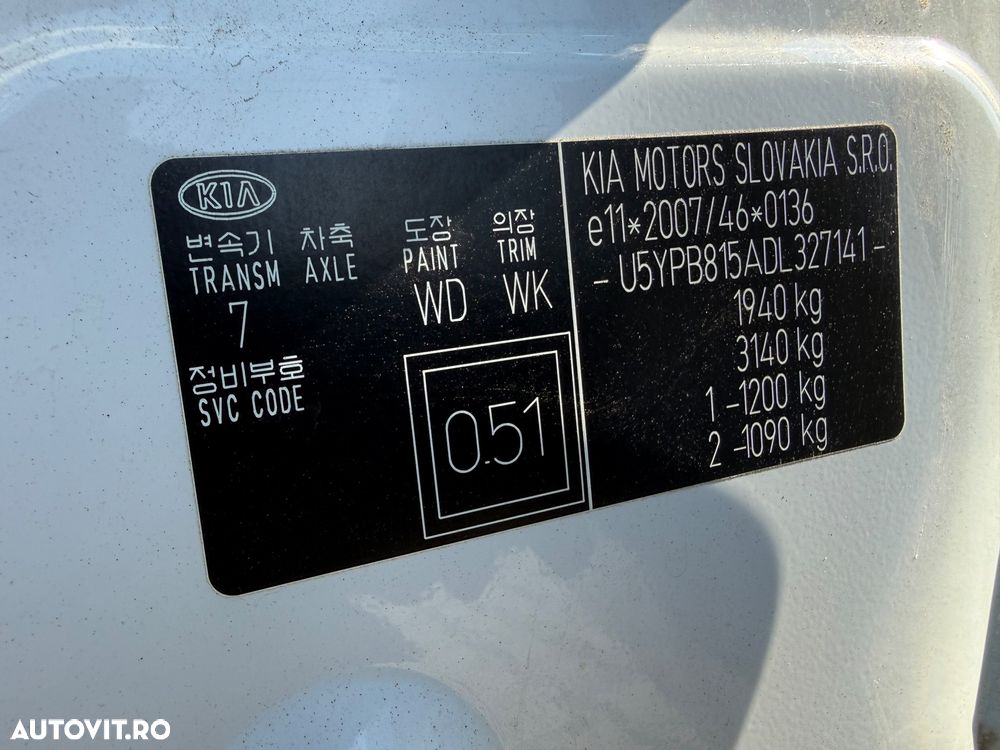 KIA
변속기 차축 도장 의장
TRANSM AXLE PAINT TRIM
7 WD WK
정비부호
SVC CODE
0.51
KIA MOTORS SLOVAKIA S.R.O.
e11*2007/46*0136
- U5YPB815ADL327141 -
1940 kg
3140 kg
1 -1200 kg
2 -1090 kg
AUTOVIT.RO